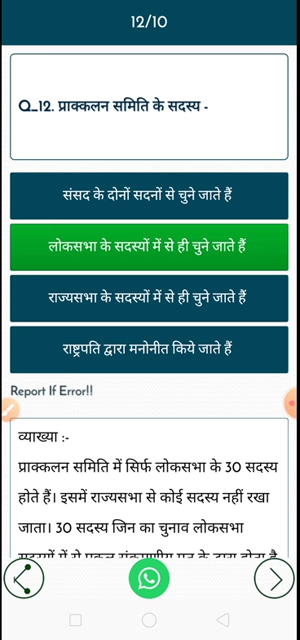 12/10
Q_12. प्राक्कलन समिति के सदस्य -
संसद के दोनों सदनों से चुने जाते हैं
लोकसभा के सदस्यों में से ही चुने जाते हैं
राज्यसभा के सदस्यों में से ही चुने जाते हैं
राष्ट्रपति द्वारा मनोनीत किये जाते हैं
Report If Error!!
व्याख्या :-
प्राक्कलन समिति में सिर्फ लोकसभा के 30 सदस्य
होते हैं। इसमें राज्यसभा से कोई सदस्य नहीं रखा
जाता। 30 सदस्य जिन का चुनाव लोकसभा